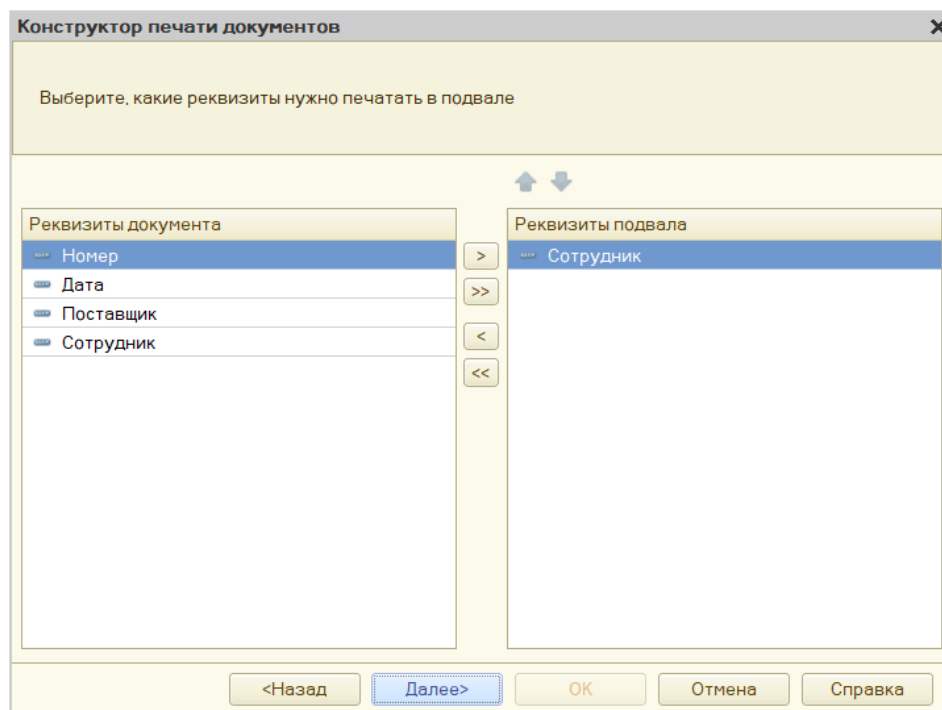 Конструктор печати документов
Выберите, какие реквизиты нужно печатать в подвале
Реквизиты документа
Номер
Дата
Поставщик
Сотрудник
>
>>
<
<<
Реквизиты подвала
Сотрудник
<Назад
Далее>
ОК
Отмена
Справка